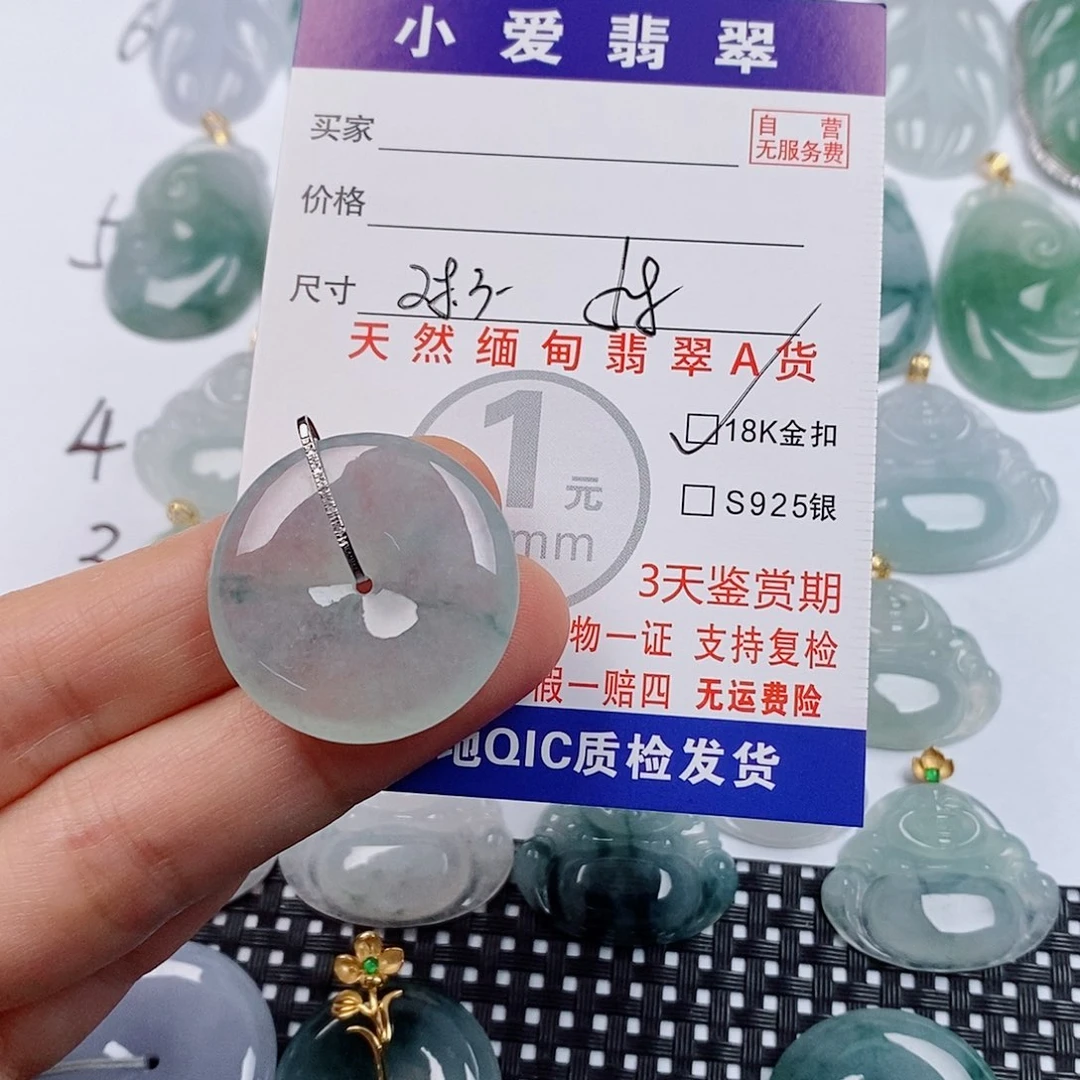 小爱翡翠
买家
自营
无服务费
价格
尺寸
天然缅甸翡翠A货
1元
mm
18K金扣
S925银
3天鉴赏期
物一证 支持复检
假一赔四 无运费险
地QIC质检发货
5
4